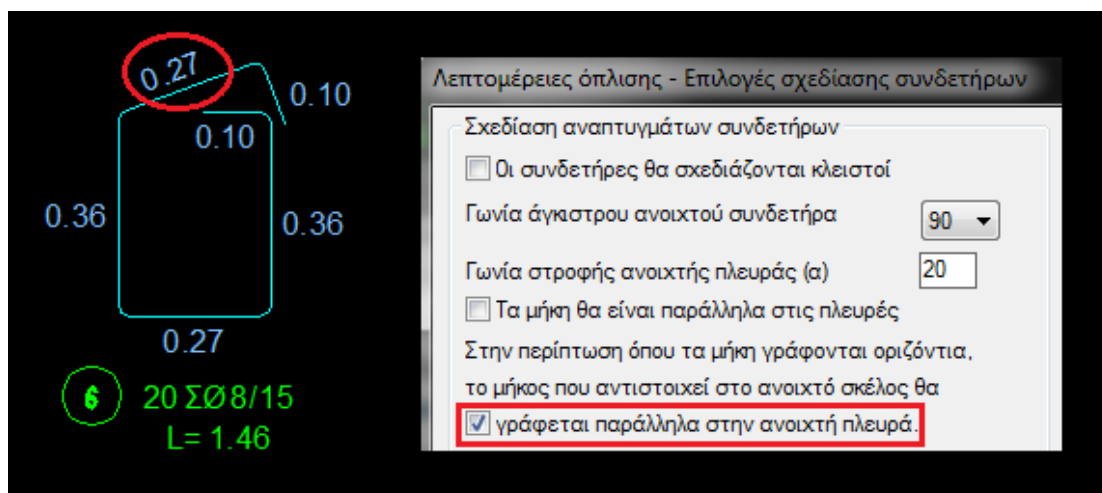 0.27
0.10
0.10
0.36
0.36
0.27
6
20 ΣØ8/15
L= 1.46
Λεπτομέρειες όπλισης - Επιλογές σχεδίασης συνδετήρων
Σχεδίαση αναπτυγμάτων συνδετήρων
Οι συνδετήρες θα σχεδιάζονται κλειστοί
Γωνία άγκιστρου ανοιχτού συνδετήρα 90
Γωνία στροφής ανοιχτής πλευράς (α) 20
Τα μήκη θα είναι παράλληλα στις πλευρές
Στην περίπτωση όπου τα μήκη γράφονται οριζόντια,
το μήκος που αντιστοιχεί στο ανοιχτό σκέλος θα
γράφεται παράλληλα στην ανοιχτή πλευρά.